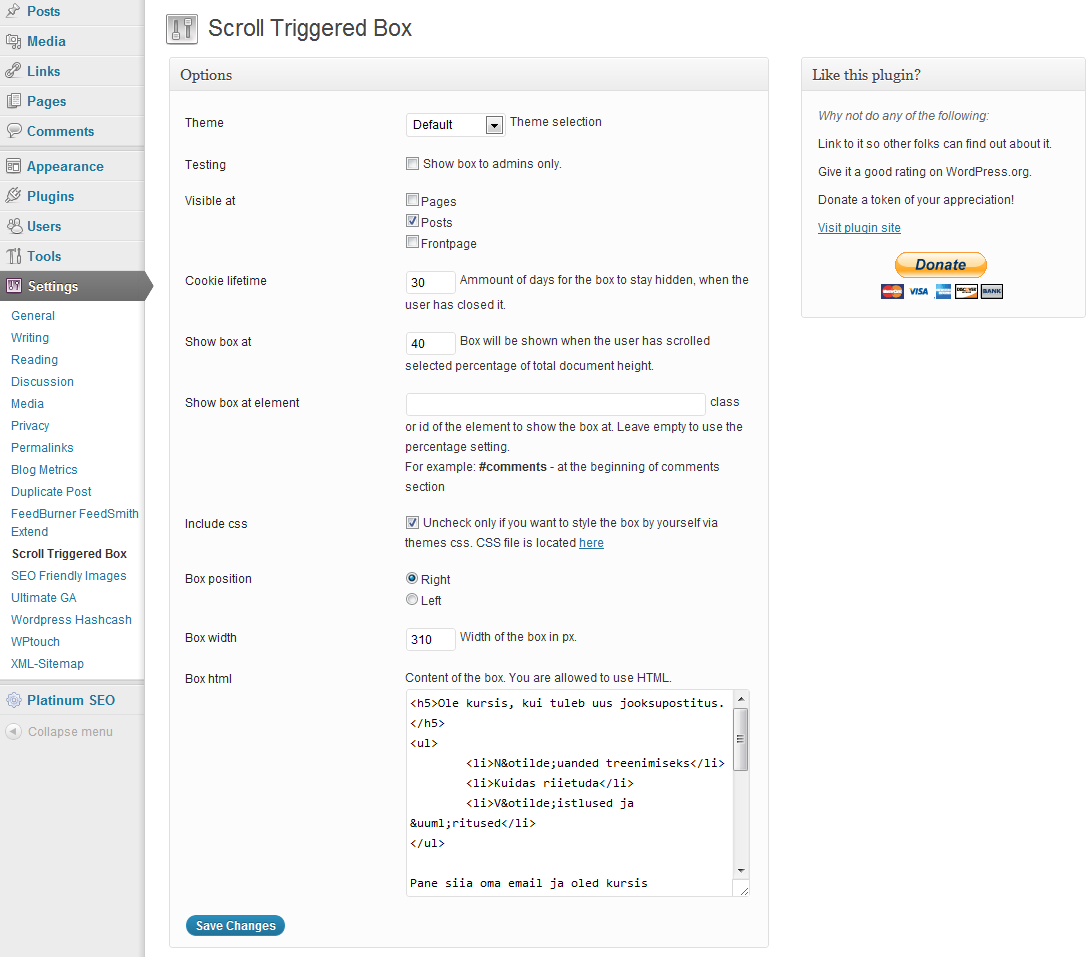 Posts
Media
Links
Pages
Comments
Appearance
Plugins
Users
Tools
Settings
General
Writing
Reading
Discussion
Media
Privacy
Permalinks
Blog Metrics
Duplicate Post
FeedBurner FeedSmith
Extend
Scroll Triggered Box
SEO Friendly Images
Ultimate GA
Wordpress Hashcash
WPtouch
XML-Sitemap
Platinum SEO
Collapse menu
Scroll Triggered Box
Options
Theme
Default
Theme selection
Testing
Show box to admins only.
Visible at
Pages
Posts
Frontpage
Cookie lifetime
30 Ammount of days for the box to stay hidden, when the
user has closed it.
Show box at
40 Box will be shown when the user has scrolled
selected percentage of total document height.
Show box at element
class
or id of the element to show the box at. Leave empty to use the
percentage setting.
For example: #comments - at the beginning of comments
section
Include css
Uncheck only if you want to style the box by yourself via
themes css. CSS file is located here
Box position
Right
Left
Box width
310 Width of the box in px.
Box html
Content of the box. You are allowed to use HTML.
<h5>Ole kursis, kui tuleb uus jooksupostitus.
</h5>
<ul>
<li>N&otilde;uanded treenimiseks</li>
<li>Kuidas riietuda</li>
<li>V&otilde;istlused ja
&uuml;ritused</li>
</ul>
Pane siia oma email ja oled kursis
Save Changes
Like this plugin?
Why not do any of the following:
Link to it so other folks can find out about it.
Give it a good rating on WordPress.org.
Donate a token of your appreciation!
Visit plugin site
Donate
VISA
BANK